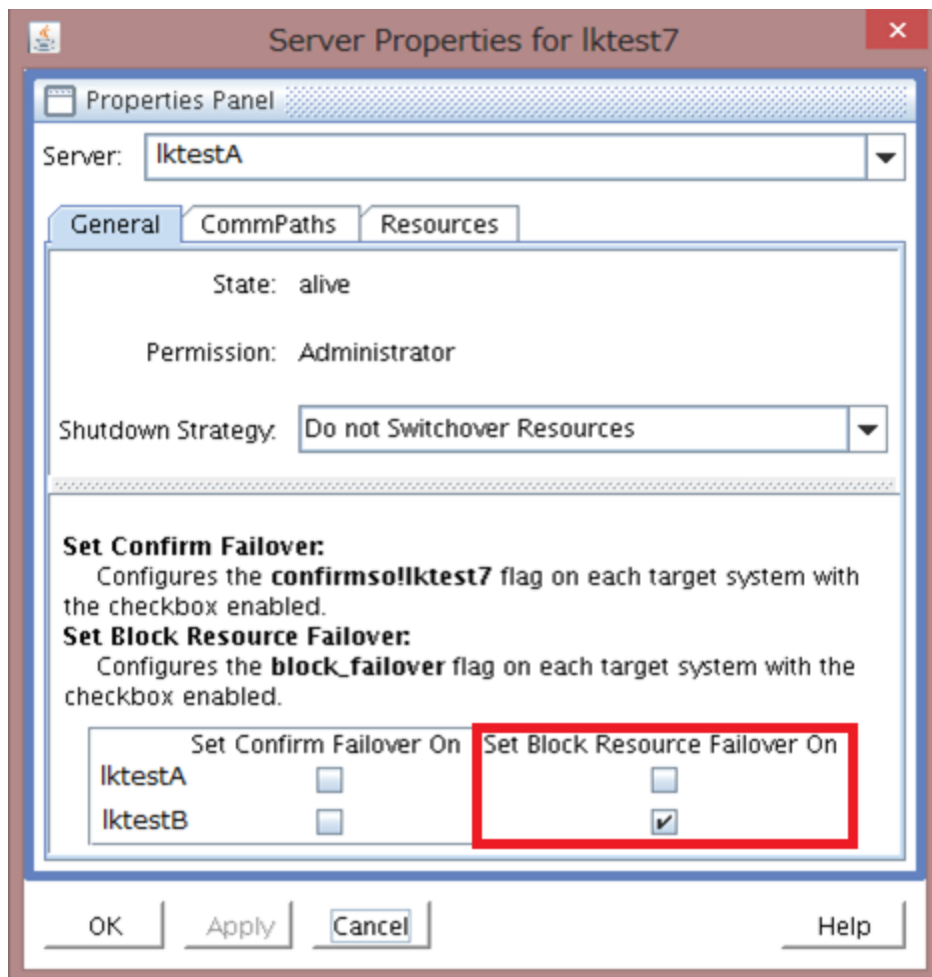 Server Properties for lktest7
Properties Panel
Server: lktestA
General CommPaths Resources
State: alive
Permission: Administrator
Shutdown Strategy: Do not Switchover Resources
Set Confirm Failover:
Configures the confirmso!lktest7 flag on each target system with
the checkbox enabled.
Set Block Resource Failover:
Configures the block_failover flag on each target system with the
checkbox enabled.
Set Confirm Failover On Set Block Resource Failover On
lktestA
lktestB
OK Apply Cancel Help